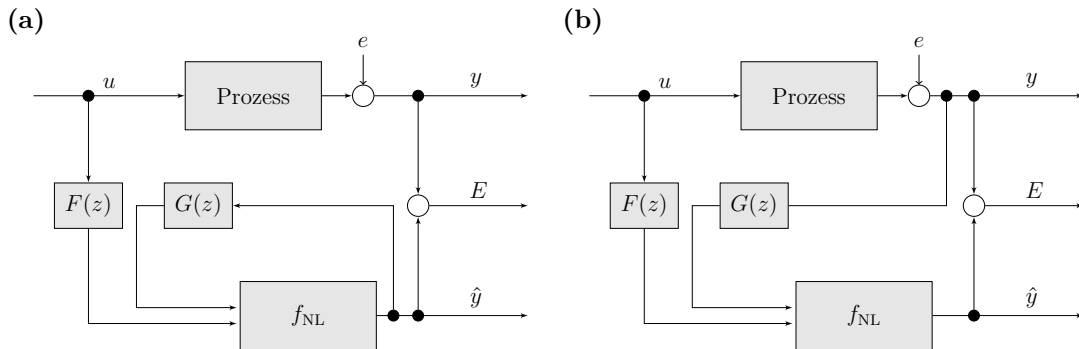 (a)
e
u
Prozess
y
F(z)
G(z)
E
f_NL
ŷ
(b)
e
u
Prozess
y
F(z)
G(z)
E
f_NL
ŷ